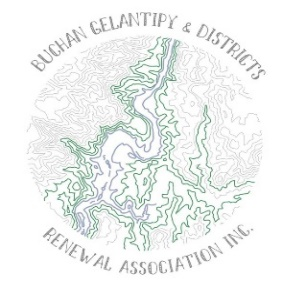 BUCHAN GELANTIPY & DISTRICTS
RENEWAL ASSOCIATION INC.